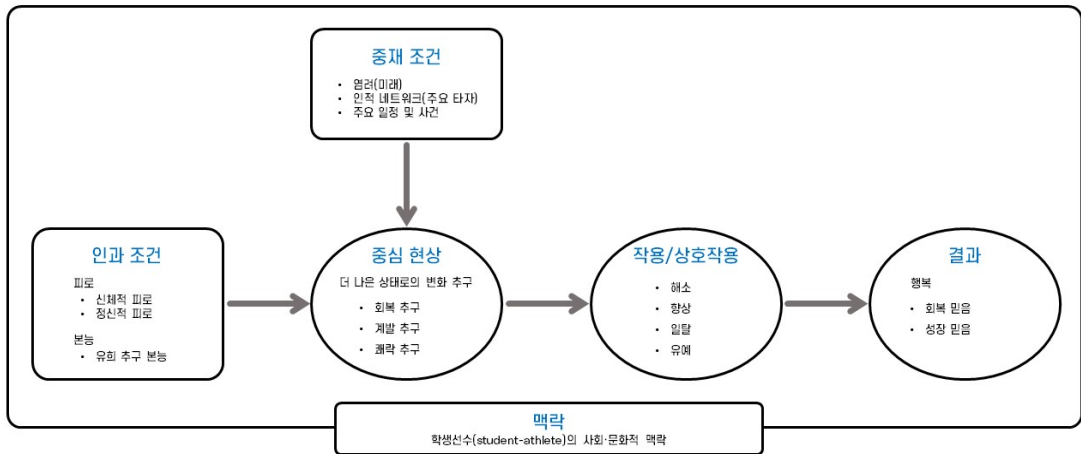 중재 조건
• 염려(미래)
• 인적 네트워크(주요 타자)
• 주요 일정 및 사건
인과 조건
피로
• 신체적 피로
• 정신적 피로
본능
• 유희 추구 본능
중심 현상
더 나은 상태로의 변화 추구
• 회복 추구
• 계발 추구
• 쾌락 추구
작용/상호작용
• 해소
• 향상
• 일탈
• 유예
결과
행복
• 회복 믿음
• 성장 믿음
맥락
학생선수(student-athlete)의 사회·문화적 맥락